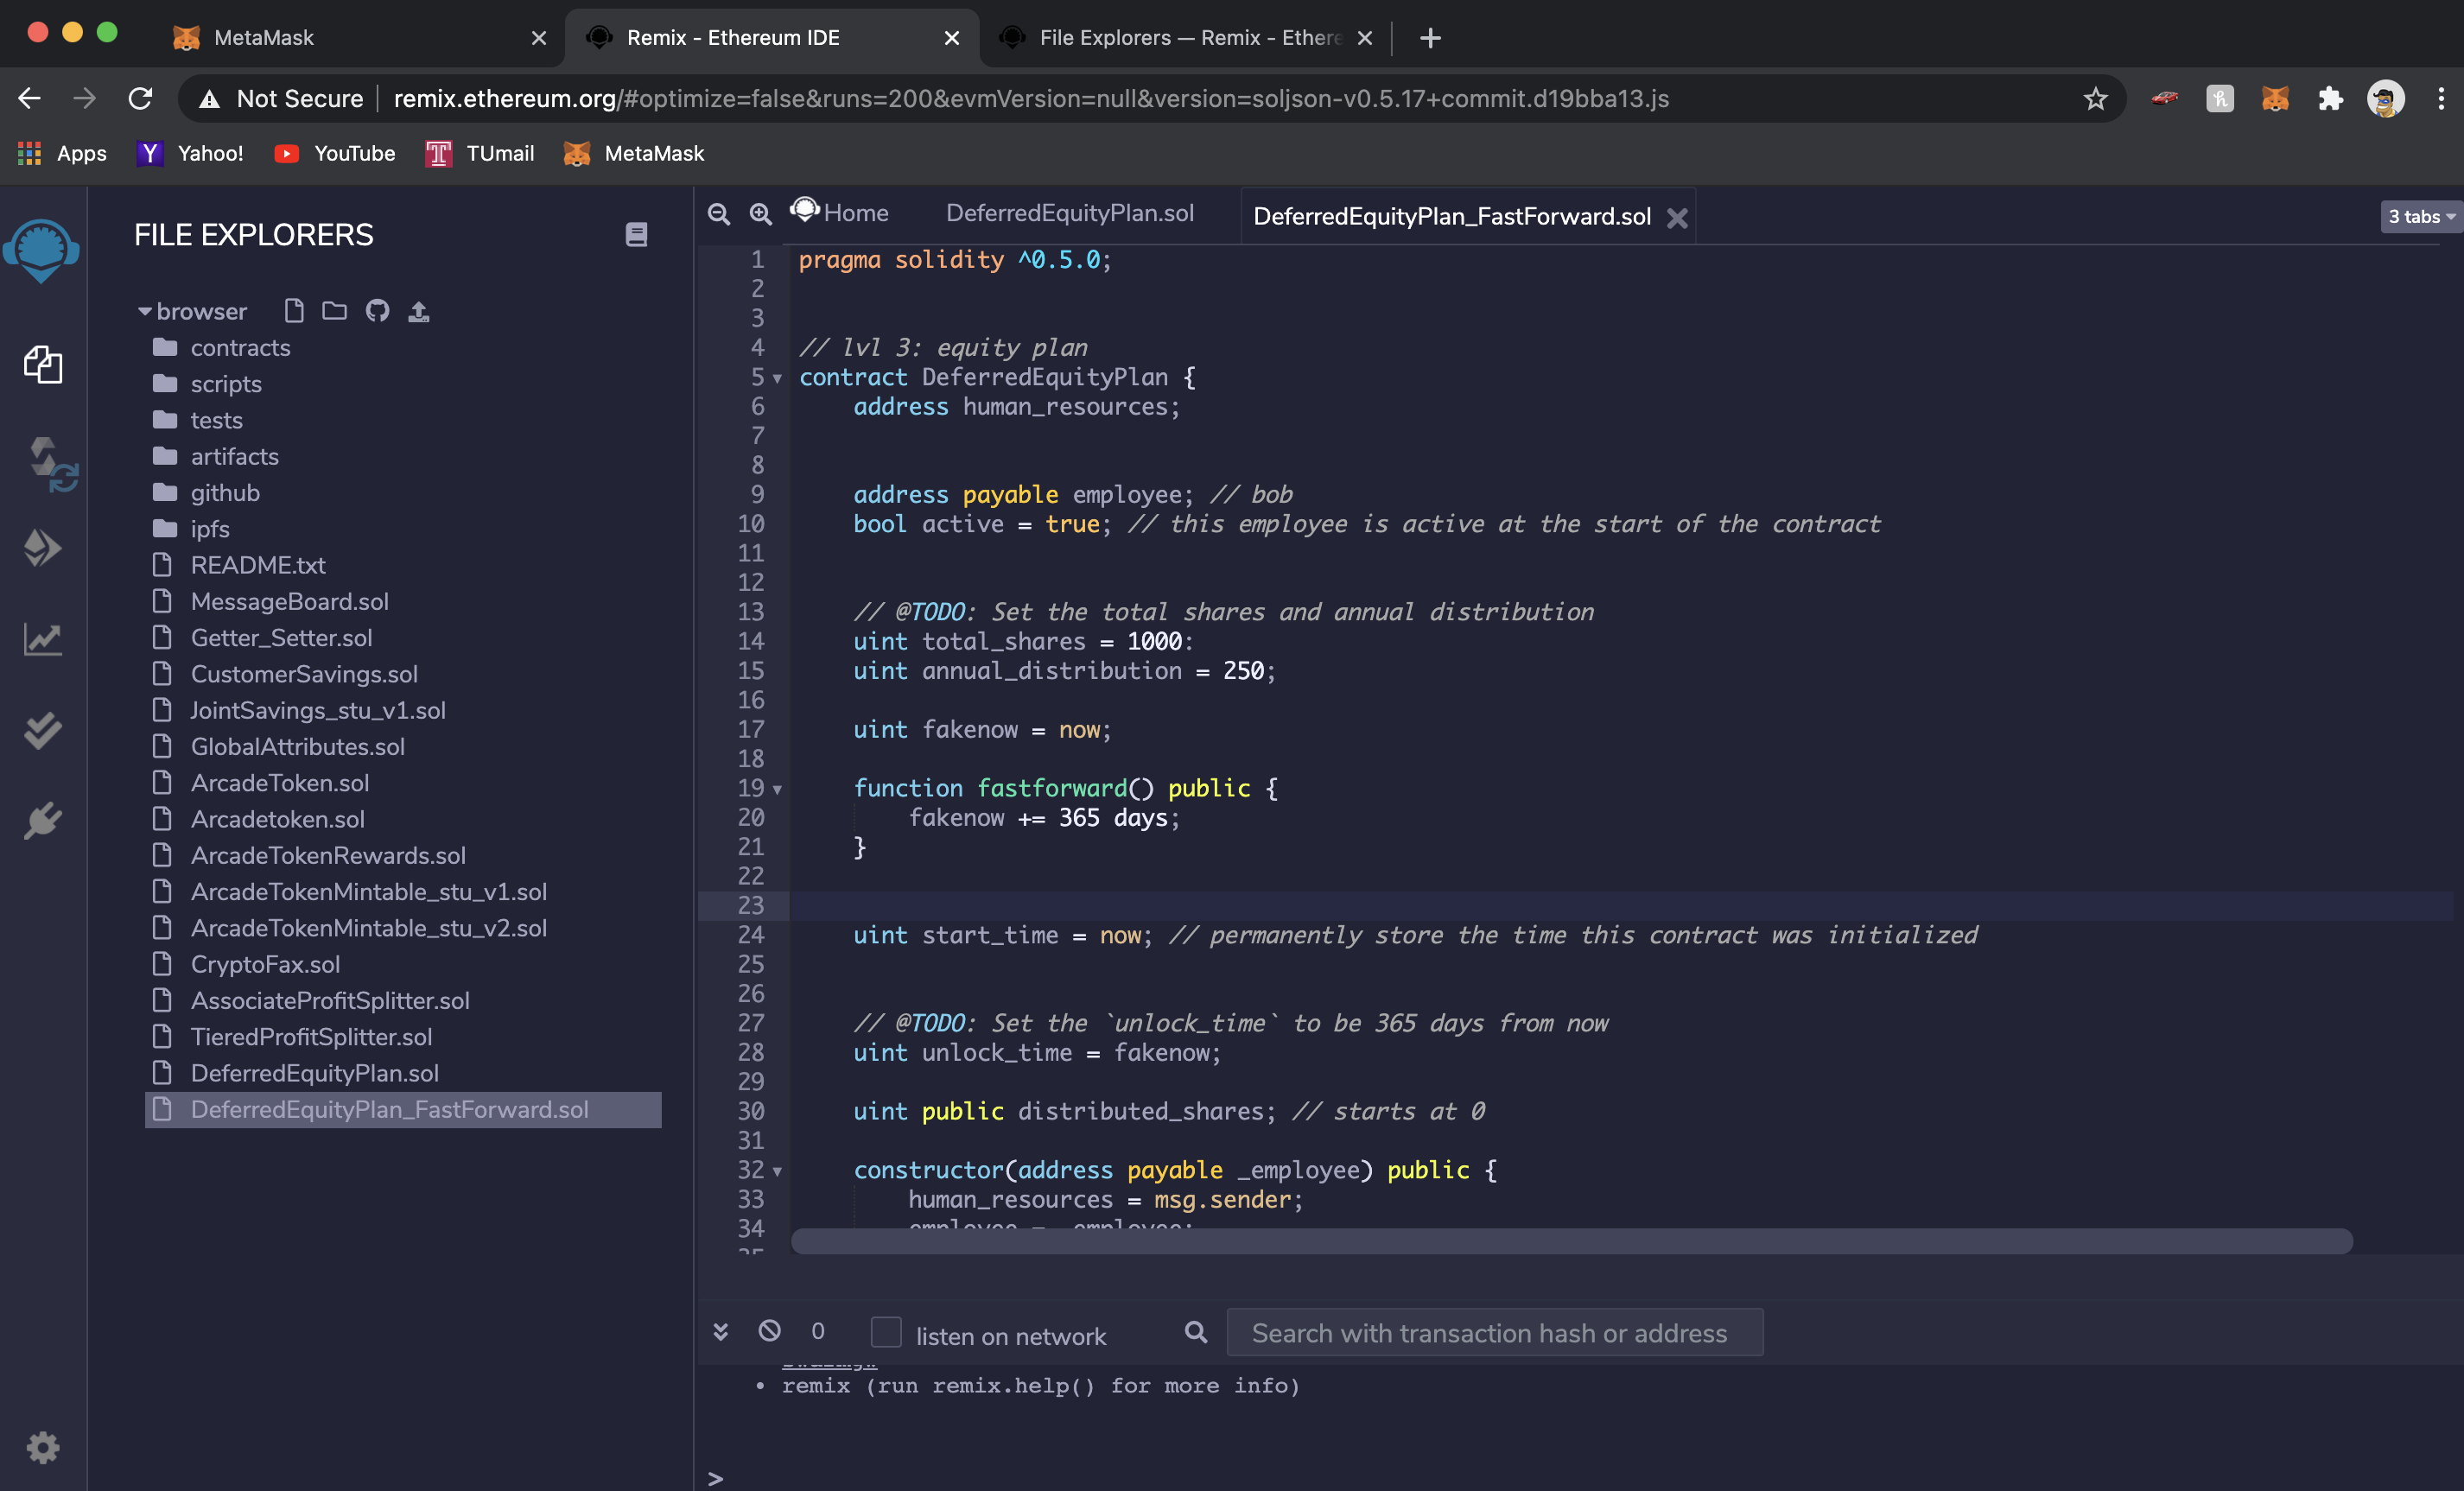 MetaMask
Remix - Ethereum IDE
File Explorers — Remix - Ethere
Not Secure
remix.ethereum.org/#optimize=false&runs=200&evmVersion=null&version=soljson-v0.5.17+commit.d19bba13.js
Apps
Yahoo!
YouTube
TUmail
MetaMask
FILE EXPLORERS
browser
contracts
scripts
tests
artifacts
github
ipfs
README.txt
MessageBoard.sol
Getter_Setter.sol
CustomerSavings.sol
JointSavings_stu_v1.sol
GlobalAttributes.sol
ArcadeToken.sol
Arcadetoken.sol
ArcadeTokenRewards.sol
ArcadeTokenMintable_stu_v1.sol
ArcadeTokenMintable_stu_v2.sol
CryptoFax.sol
AssociateProfitSplitter.sol
TieredProfitSplitter.sol
DeferredEquityPlan.sol
DeferredEquityPlan_FastForward.sol
Home
DeferredEquityPlan.sol
DeferredEquityPlan_FastForward.sol
3 tabs
1 pragma solidity ^0.5.0;
2
3
4 // lvl 3: equity plan
5 contract DeferredEquityPlan {
6 address human_resources;
7
8
9 address payable employee; // bob
10 bool active = true; // this employee is active at the start of the contract
11
12
13 // @TODO: Set the total shares and annual distribution
14 uint total_shares = 1000:
15 uint annual_distribution = 250;
16
17 uint fakenow = now;
18
19 function fastforward() public {
20 fakenow += 365 days;
21 }
22
23
24 uint start_time = now; // permanently store the time this contract was initialized
25
26
27 // @TODO: Set the `unlock_time` to be 365 days from now
28 uint unlock_time = fakenow;
29
30 uint public distributed_shares; // starts at 0
31
32 constructor(address payable _employee) public {
33 human_resources = msg.sender;
34 employee = _employee;
35
0
listen on network
Search with transaction hash or address
• remix (run remix.help() for more info)
>